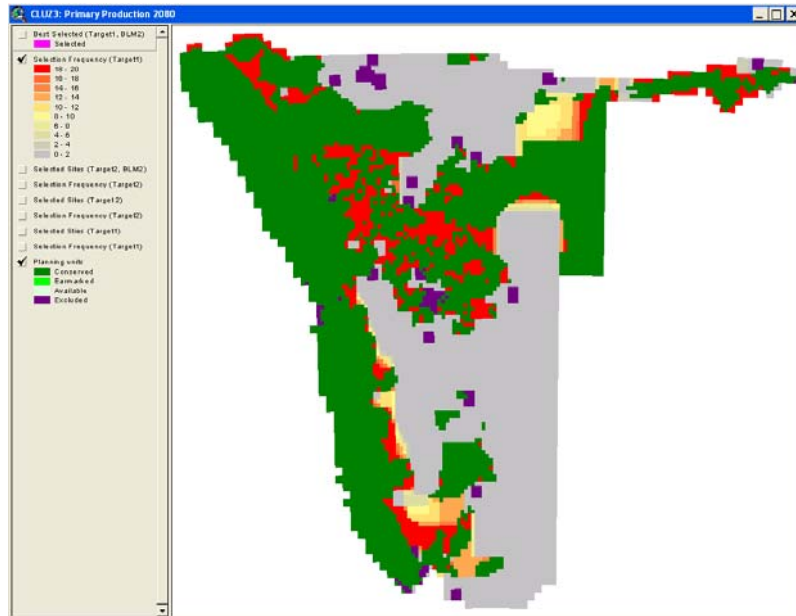 CLUZ3: Primary Production 2080
Best Selected (Target1, BLM2)
Selected
Selection Frequency (Target1)
18 - 20
16 - 18
14 - 16
12 - 14
10 - 12
8 - 10
6 - 8
4 - 6
2 - 4
0 - 2
Selected Sites (Target2, BLM2)
Selection Frequency (Target2)
Selected Sites (Target2)
Selection Frequency (Target2)
Selected Sites (Target1)
Selection Frequency (Target1)
Planning units
Conserved
Earmarked
Available
Excluded